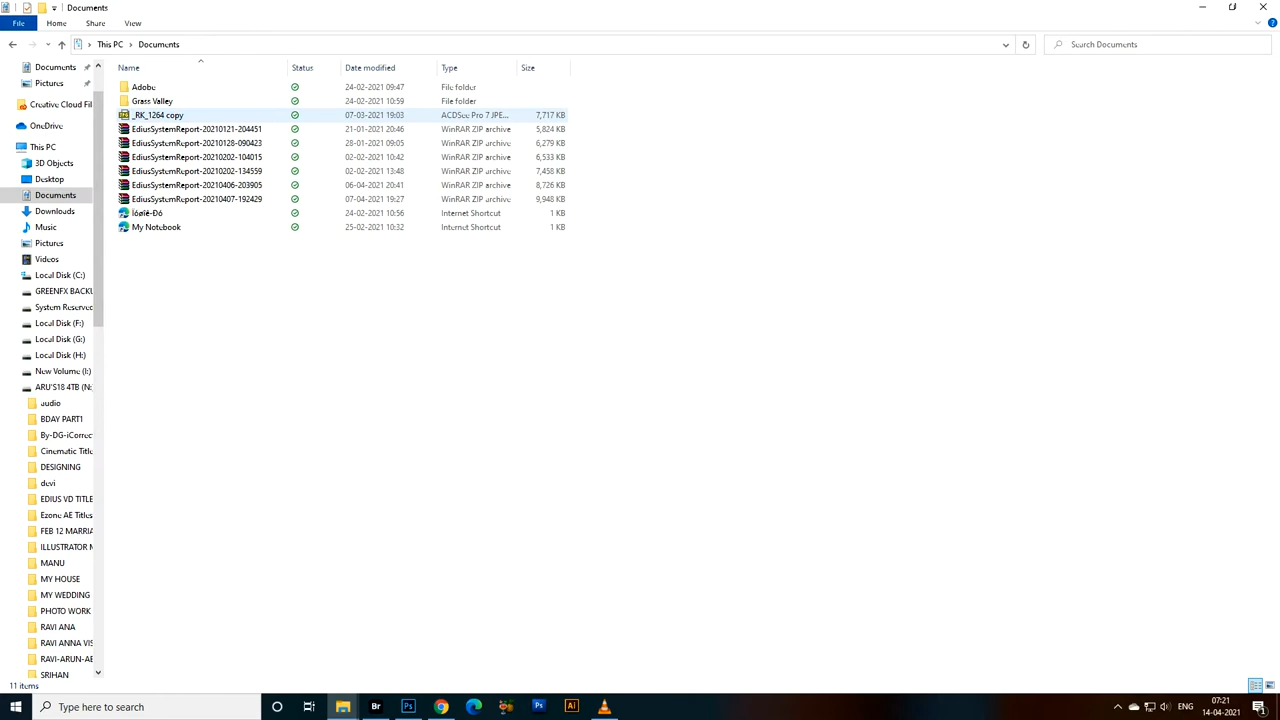 Documents
File Home Share View
This PC Documents Search Documents
Name Status Date modified Type Size
Documents
Pictures
Creative Cloud Fil
OneDrive
This PC
3D Objects
Desktop
Documents
Downloads
Music
Pictures
Videos
Local Disk (C:)
GREENFX BACKU
System Reserved
Local Disk (F:)
Local Disk (G:)
Local Disk (H:)
New Volume (I:)
ARU'S18 4TB (N:
audio
BDAY PART1
By-DG-iCorrect
Cinematic Title
DESIGNING
devi
EDIUS VD TITLE
Ezone AE Titles
FEB 12 MARRIA
ILLUSTRATOR M
MANU
MY HOUSE
MY WEDDING
PHOTO WORK
RAVI ANA
RAVI ANNA VIS
RAVI-ARUN-AE
SRIHAN
Adobe 24-02-2021 09:47 File folder
Grass Valley 24-02-2021 10:59 File folder
_RK_1264 copy 07-03-2021 19:03 ACDSee Pro 7 JPE... 7,717 KB
EdiusSystemReport-20210121-204451 21-01-2021 20:46 WinRAR ZIP archive 5,824 KB
EdiusSystemReport-20210128-090423 28-01-2021 09:05 WinRAR ZIP archive 6,279 KB
EdiusSystemReport-20210202-104015 02-02-2021 10:42 WinRAR ZIP archive 6,533 KB
EdiusSystemReport-20210202-134559 02-02-2021 13:48 WinRAR ZIP archive 7,458 KB
EdiusSystemReport-20210406-203905 06-04-2021 20:41 WinRAR ZIP archive 8,726 KB
EdiusSystemReport-20210407-192429 07-04-2021 19:27 WinRAR ZIP archive 9,948 KB
24-02-2021 10:56 Internet Shortcut 1 KB
My Notebook 25-02-2021 10:32 Internet Shortcut 1 KB
11 items
Type here to search Br Ps Ps Ai ENG 07:21
14-04-2021